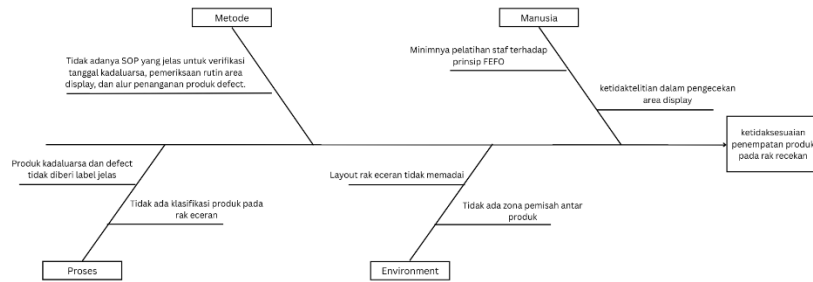 Metode
Manusia
Tidak adanya SOP yang jelas untuk verifikasi
tanggal kadaluarsa, pemeriksaan rutin area
display, dan alur penanganan produk defect.
Minimnya pelatihan staf terhadap
prinsip FEFO
ketidaktelitian dalam pengecekan
area display
ketidaksesuaian
penempatan produk
pada rak recekan
Produk kadaluarsa dan defect
tidak diberi label jelas
Tidak ada klasifikasi produk pada
rak eceran
Layout rak eceran tidak memadai
Tidak ada zona pemisah antar
produk
Proses
Environment